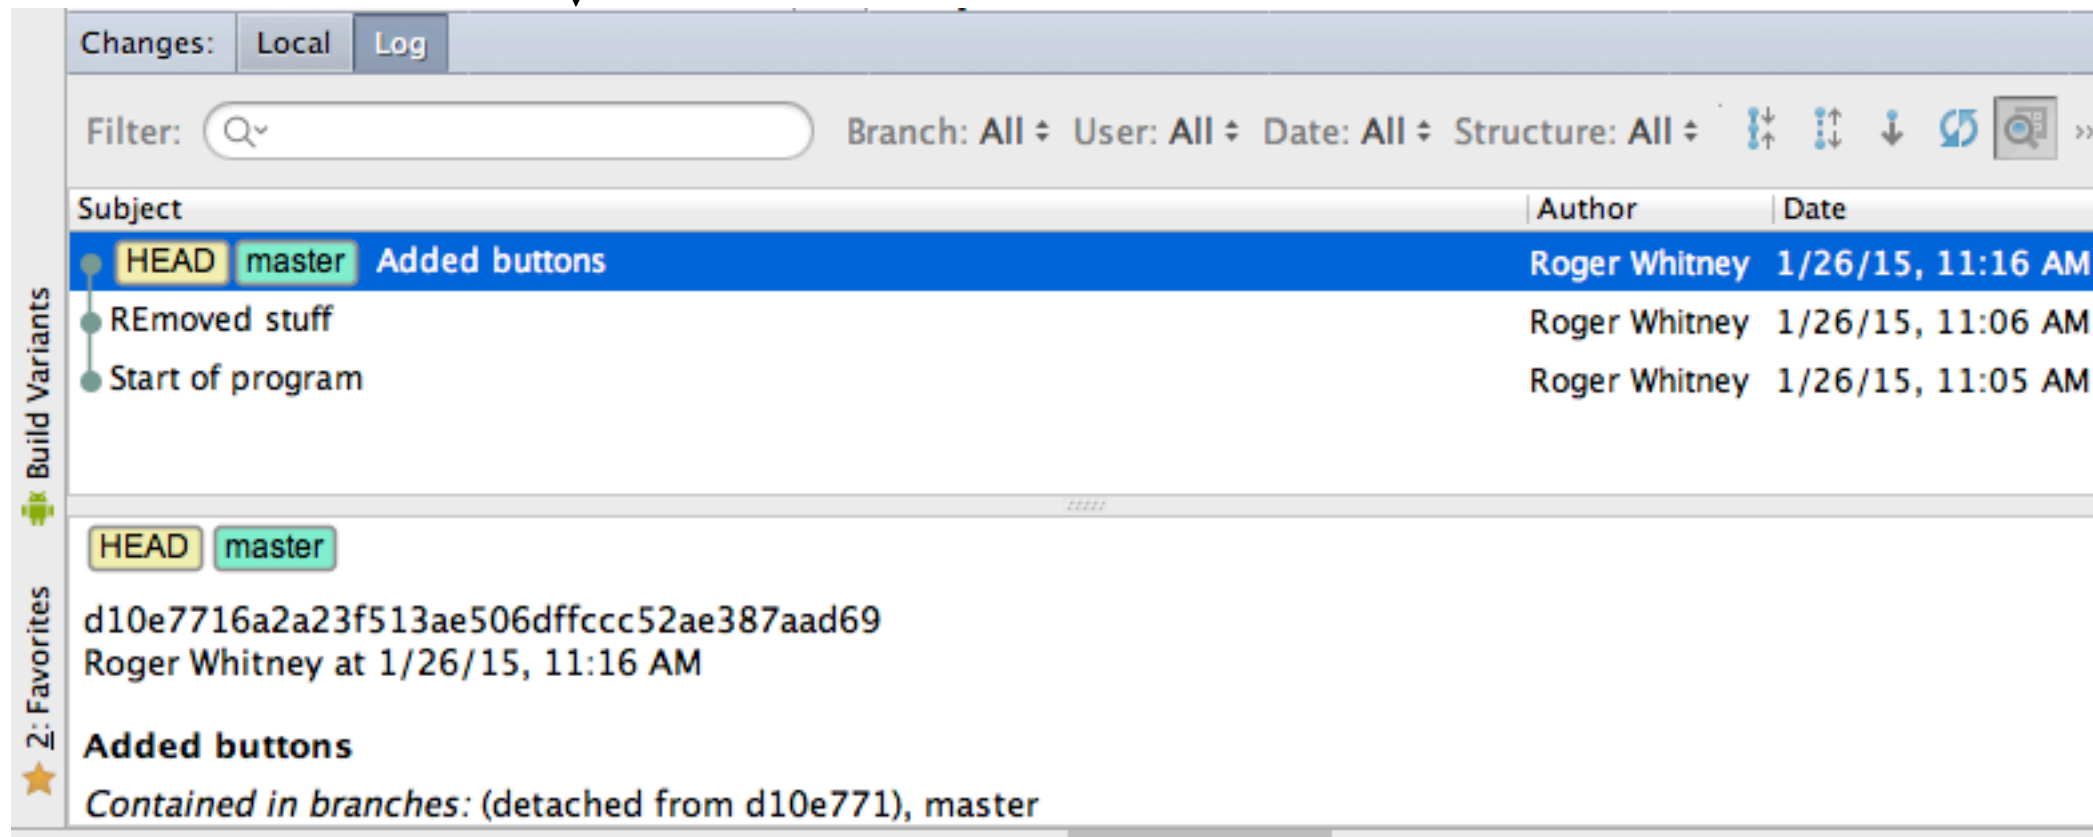 Changes: Local Log
Filter: Branch: All User: All Date: All Structure: All
Subject Author Date
HEAD master Added buttons Roger Whitney 1/26/15, 11:16 AM
REmoved stuff Roger Whitney 1/26/15, 11:06 AM
Start of program Roger Whitney 1/26/15, 11:05 AM
HEAD master
d10e7716a2a23f513ae506dffccc52ae387aad69
Roger Whitney at 1/26/15, 11:16 AM
Added buttons
Contained in branches: (detached from d10e771), master
Build Variants
2: Favorites